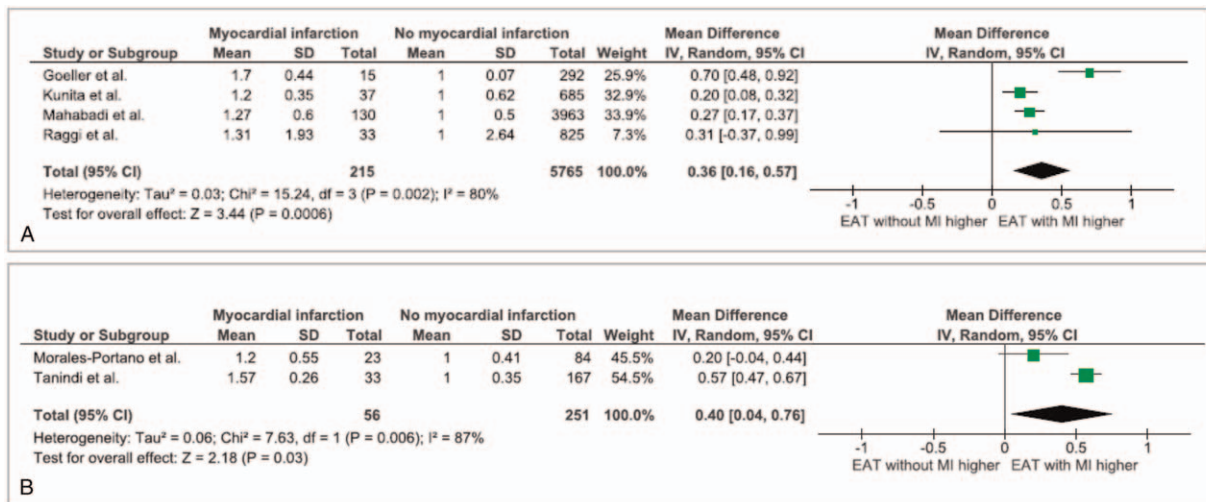 Myocardial infarction No myocardial infarction Mean Difference Mean Difference
Study or Subgroup Mean SD Total Mean SD Total Weight IV, Random, 95% CI IV, Random, 95% CI
Goeller et al. 1.7 0.44 15 1 0.07 292 25.9% 0.70 [0.48, 0.92]
Kunita et al. 1.2 0.35 37 1 0.62 685 32.9% 0.20 [0.08, 0.32]
Mahabadi et al. 1.27 0.6 130 1 0.5 3963 33.9% 0.27 [0.17, 0.37]
Raggi et al. 1.31 1.93 33 1 2.64 825 7.3% 0.31 [-0.37, 0.99]
Total (95% CI) 215 5765 100.0% 0.36 [0.16, 0.57]
Heterogeneity: Tau² = 0.03; Chi² = 15.24, df = 3 (P = 0.002); I² = 80%
Test for overall effect: Z = 3.44 (P = 0.0006)
-1 -0.5 0 0.5 1
EAT without MI higher EAT with MI higher
A
Myocardial infarction No myocardial infarction Mean Difference Mean Difference
Study or Subgroup Mean SD Total Mean SD Total Weight IV, Random, 95% CI IV, Random, 95% CI
Morales-Portano et al. 1.2 0.55 23 1 0.41 84 45.5% 0.20 [-0.04, 0.44]
Tanindi et al. 1.57 0.26 33 1 0.35 167 54.5% 0.57 [0.47, 0.67]
Total (95% CI) 56 251 100.0% 0.40 [0.04, 0.76]
Heterogeneity: Tau² = 0.06; Chi² = 7.63, df = 1 (P = 0.006); I² = 87%
Test for overall effect: Z = 2.18 (P = 0.03)
-1 -0.5 0 0.5 1
EAT without MI higher EAT with MI higher
B